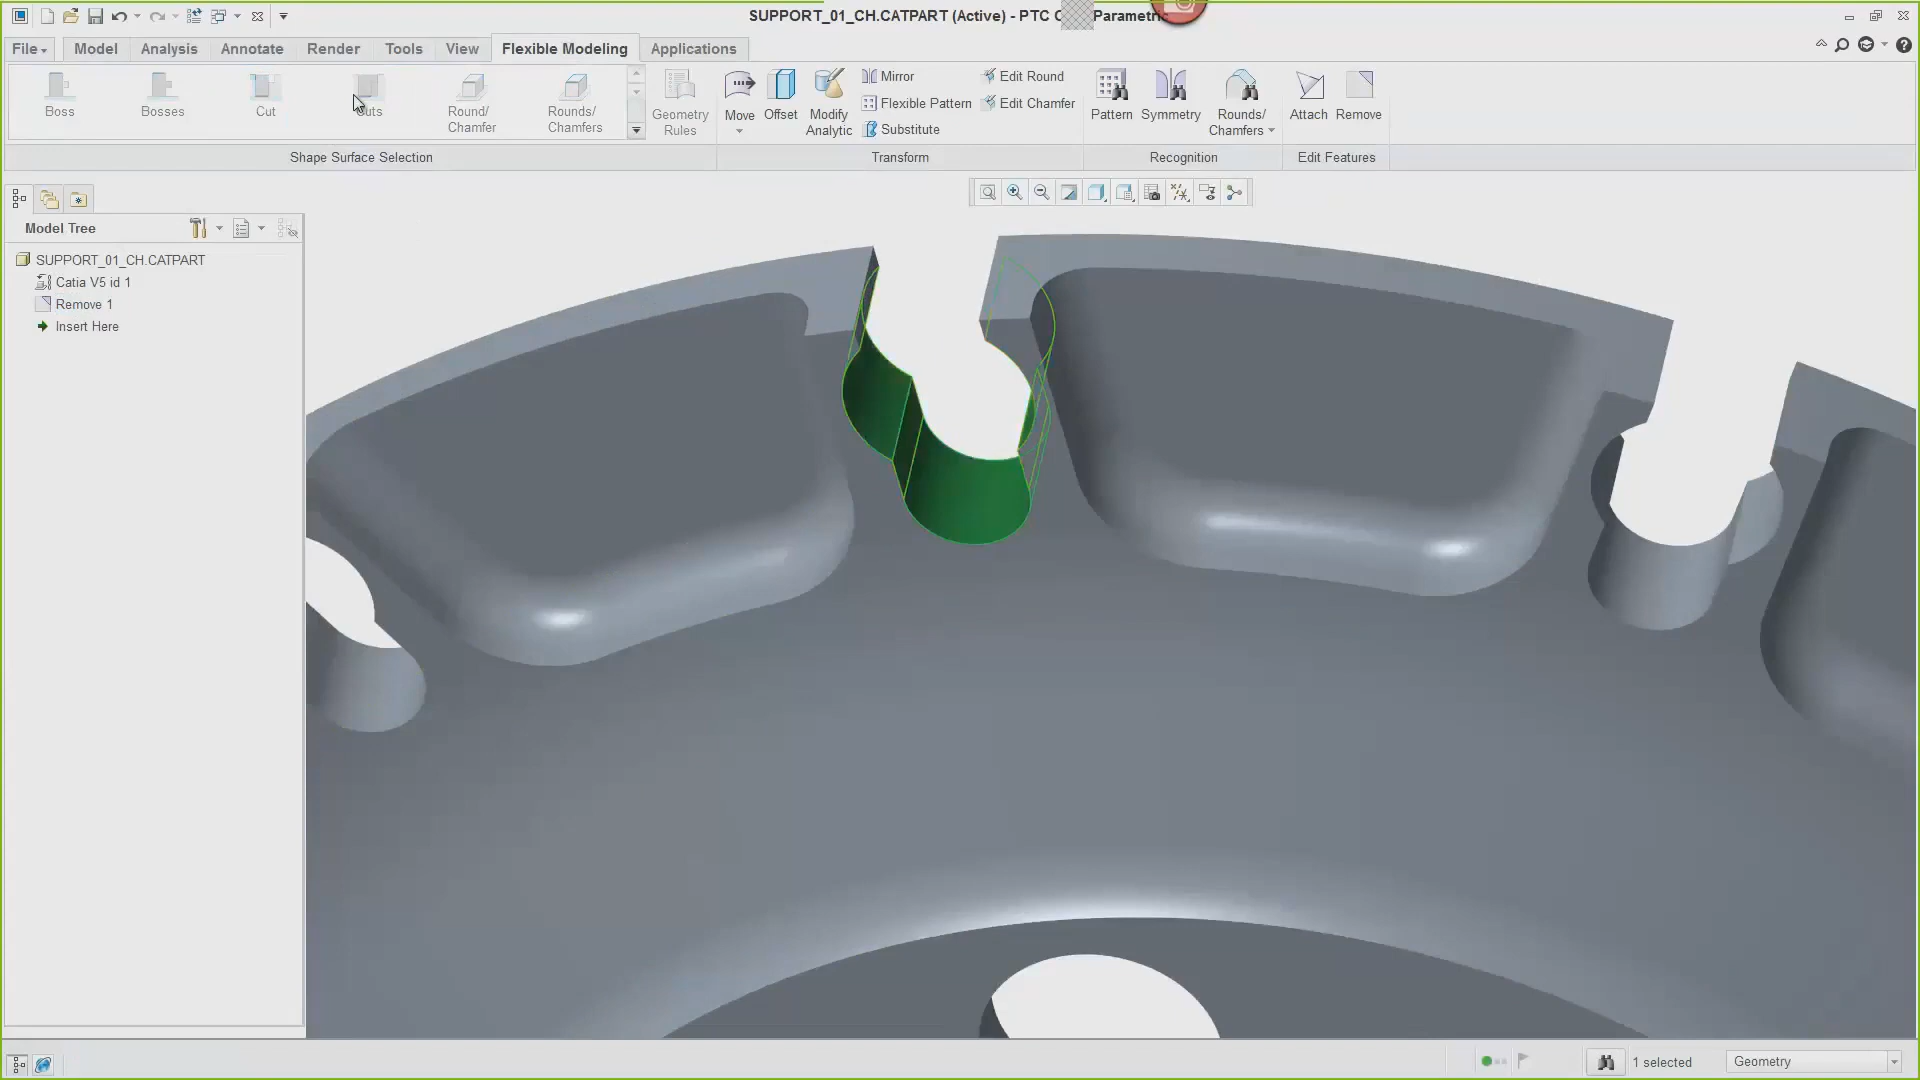 SUPPORT_01_CH.CATPART (Active) - PTC C Parametric
File Model Analysis Annotate Render Tools View Flexible Modeling Applications
Boss Bosses Cut Cuts Round/ Chamfer Rounds/ Chamfers Geometry Rules
Move Offset Modify Analytic
Mirror
Flexible Pattern
Substitute
Edit Round
Edit Chamfer
Pattern Symmetry Rounds/ Chamfers Attach Remove
Shape Surface Selection Transform Recognition Edit Features
Model Tree
SUPPORT_01_CH.CATPART
Catia V5 id 1
Remove 1
Insert Here
1 selected Geometry